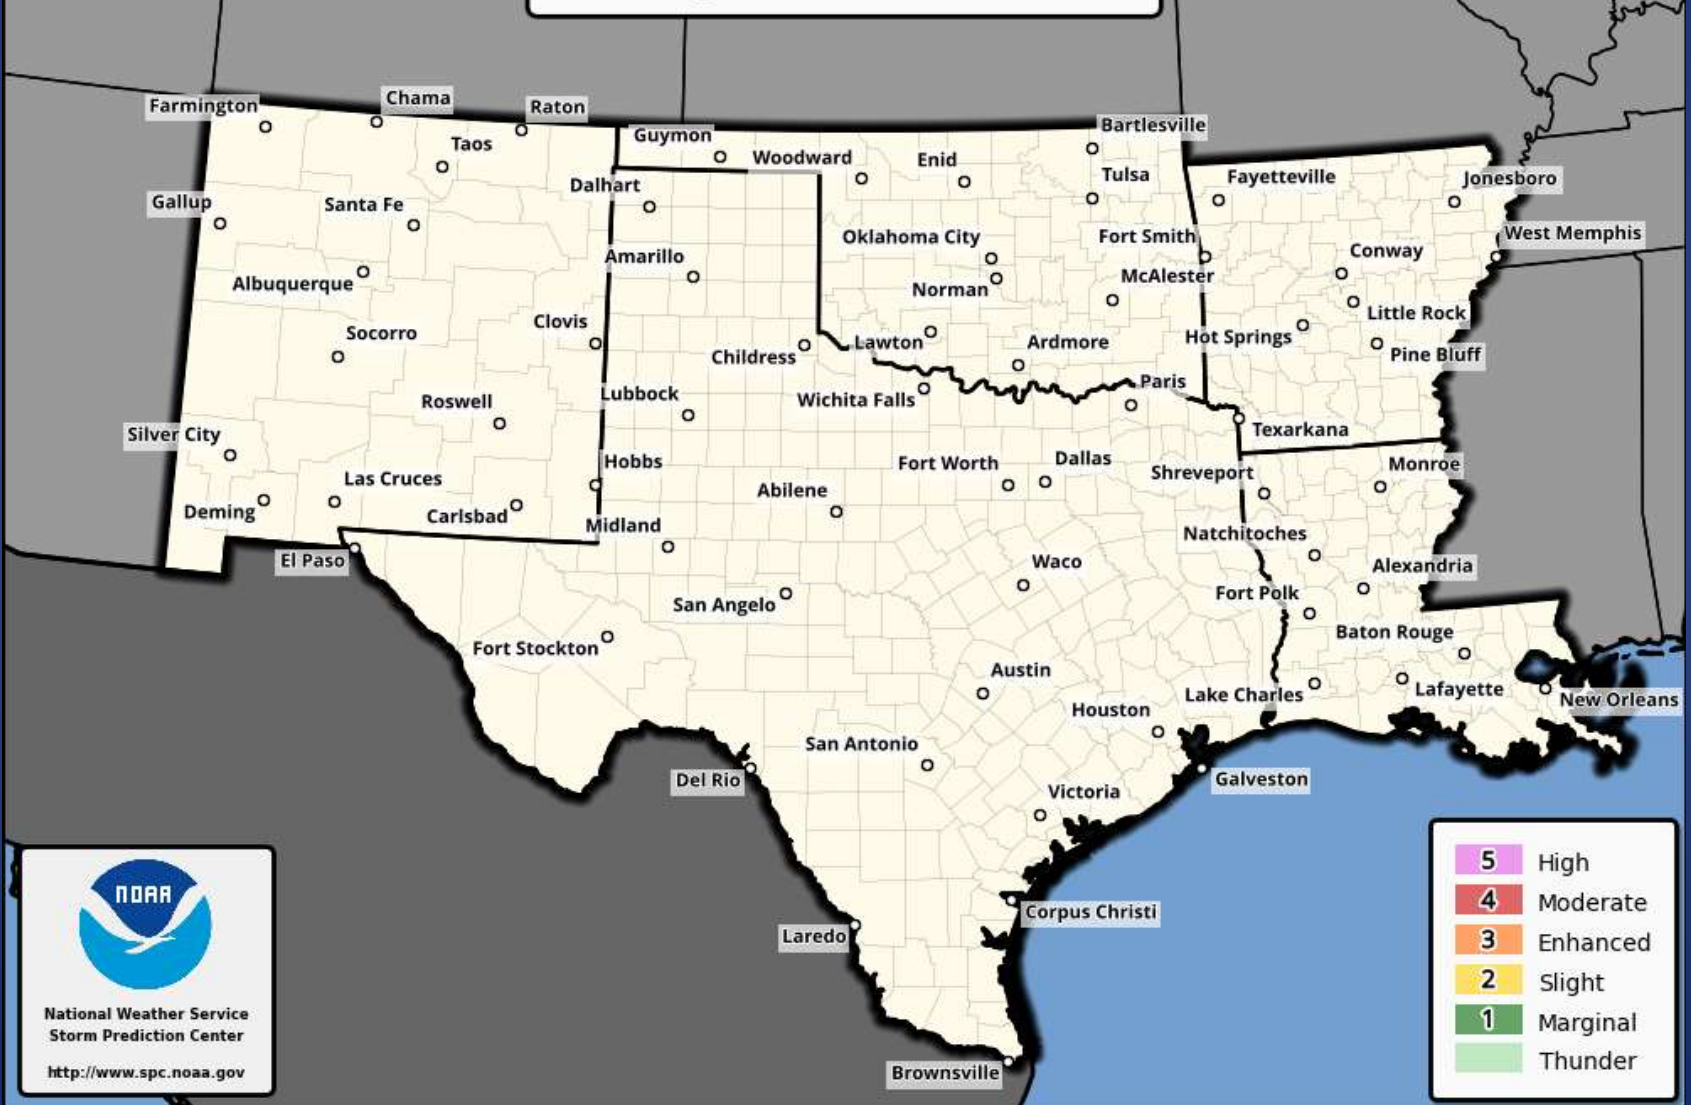 Farmington
Chama
Raton
Guymon
Bartlesville
Taos
Woodward
Enid
Tulsa
Fayetteville
Jonesboro
Dalhart
Gallup
Santa Fe
Oklahoma City
Fort Smith
West Memphis
Conway
Amarillo
McAlester
Albuquerque
Norman
Little Rock
Clovis
Socorro
Hot Springs
Lawton
Ardmore
Pine Bluff
Childress
Paris
Lubbock
Wichita Falls
Roswell
Texarkana
Silver City
Hobbs
Fort Worth
Dallas
Monroe
Shreveport
Las Cruces
Abilene
Deming
Carlsbad
Midland
Natchitoches
El Paso
Waco
Alexandria
Fort Polk
San Angelo
Baton Rouge
Fort Stockton
Austin
Lake Charles
Lafayette
New Orleans
Houston
San Antonio
Del Rio
Galveston
Victoria
Corpus Christi
Laredo
Brownsville
NOAA
National Weather Service
Storm Prediction Center
http://www.spc.noaa.gov
5 High
4 Moderate
3 Enhanced
2 Slight
1 Marginal
Thunder